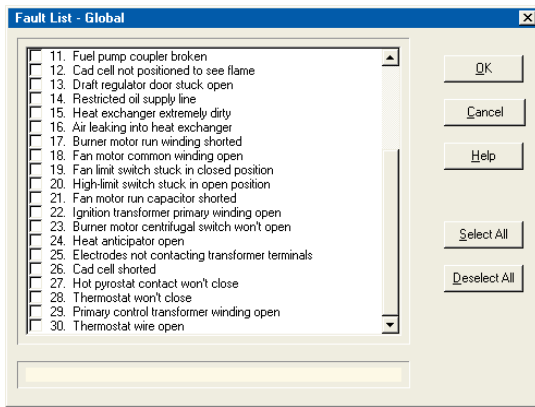 Fault List - Global
11. Fuel pump coupler broken
12. Cad cell not positioned to see flame
13. Draft regulator door stuck open
14. Restricted oil supply line
15. Heat exchanger extremely dirty
16. Air leaking into heat exchanger
17. Burner motor run winding shorted
18. Fan motor common winding open
19. Fan limit switch stuck in closed position
20. High-limit switch stuck in open position
21. Fan motor run capacitor shorted
22. Ignition transformer primary winding open
23. Burner motor centrifugal switch won't open
24. Heat anticipator open
25. Electrodes not contacting transformer terminals
26. Cad cell shorted
27. Hot pyrostat contact won't close
28. Thermostat won't close
29. Primary control transformer winding open
30. Thermostat wire open
OK
Cancel
Help
Select All
Deselect All